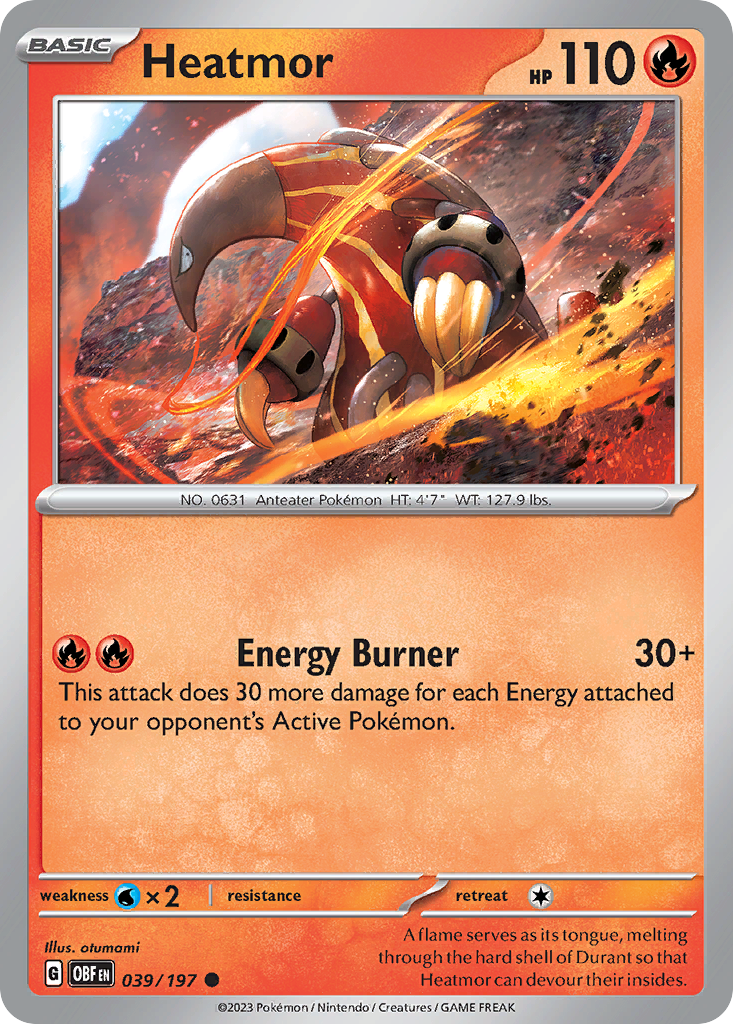 BASIC
Heatmor
HP 110
NO. 0631 Anteater Pokémon HT: 4'7" WT: 127.9 lbs.
Energy Burner 30+
This attack does 30 more damage for each Energy attached
to your opponent's Active Pokémon.
weakness ×2 resistance retreat
Illus. otumami
A flame serves as its tongue, melting
through the hard shell of Durant so that
Heatmor can devour their insides.
G OBF EN 039/197
©2023 Pokémon / Nintendo / Creatures / GAME FREAK